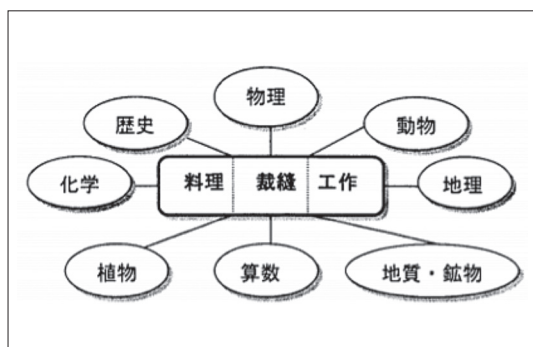 物理
歴史
動物
化学
料理 裁縫 工作
地理
植物
算数
地質・鉱物